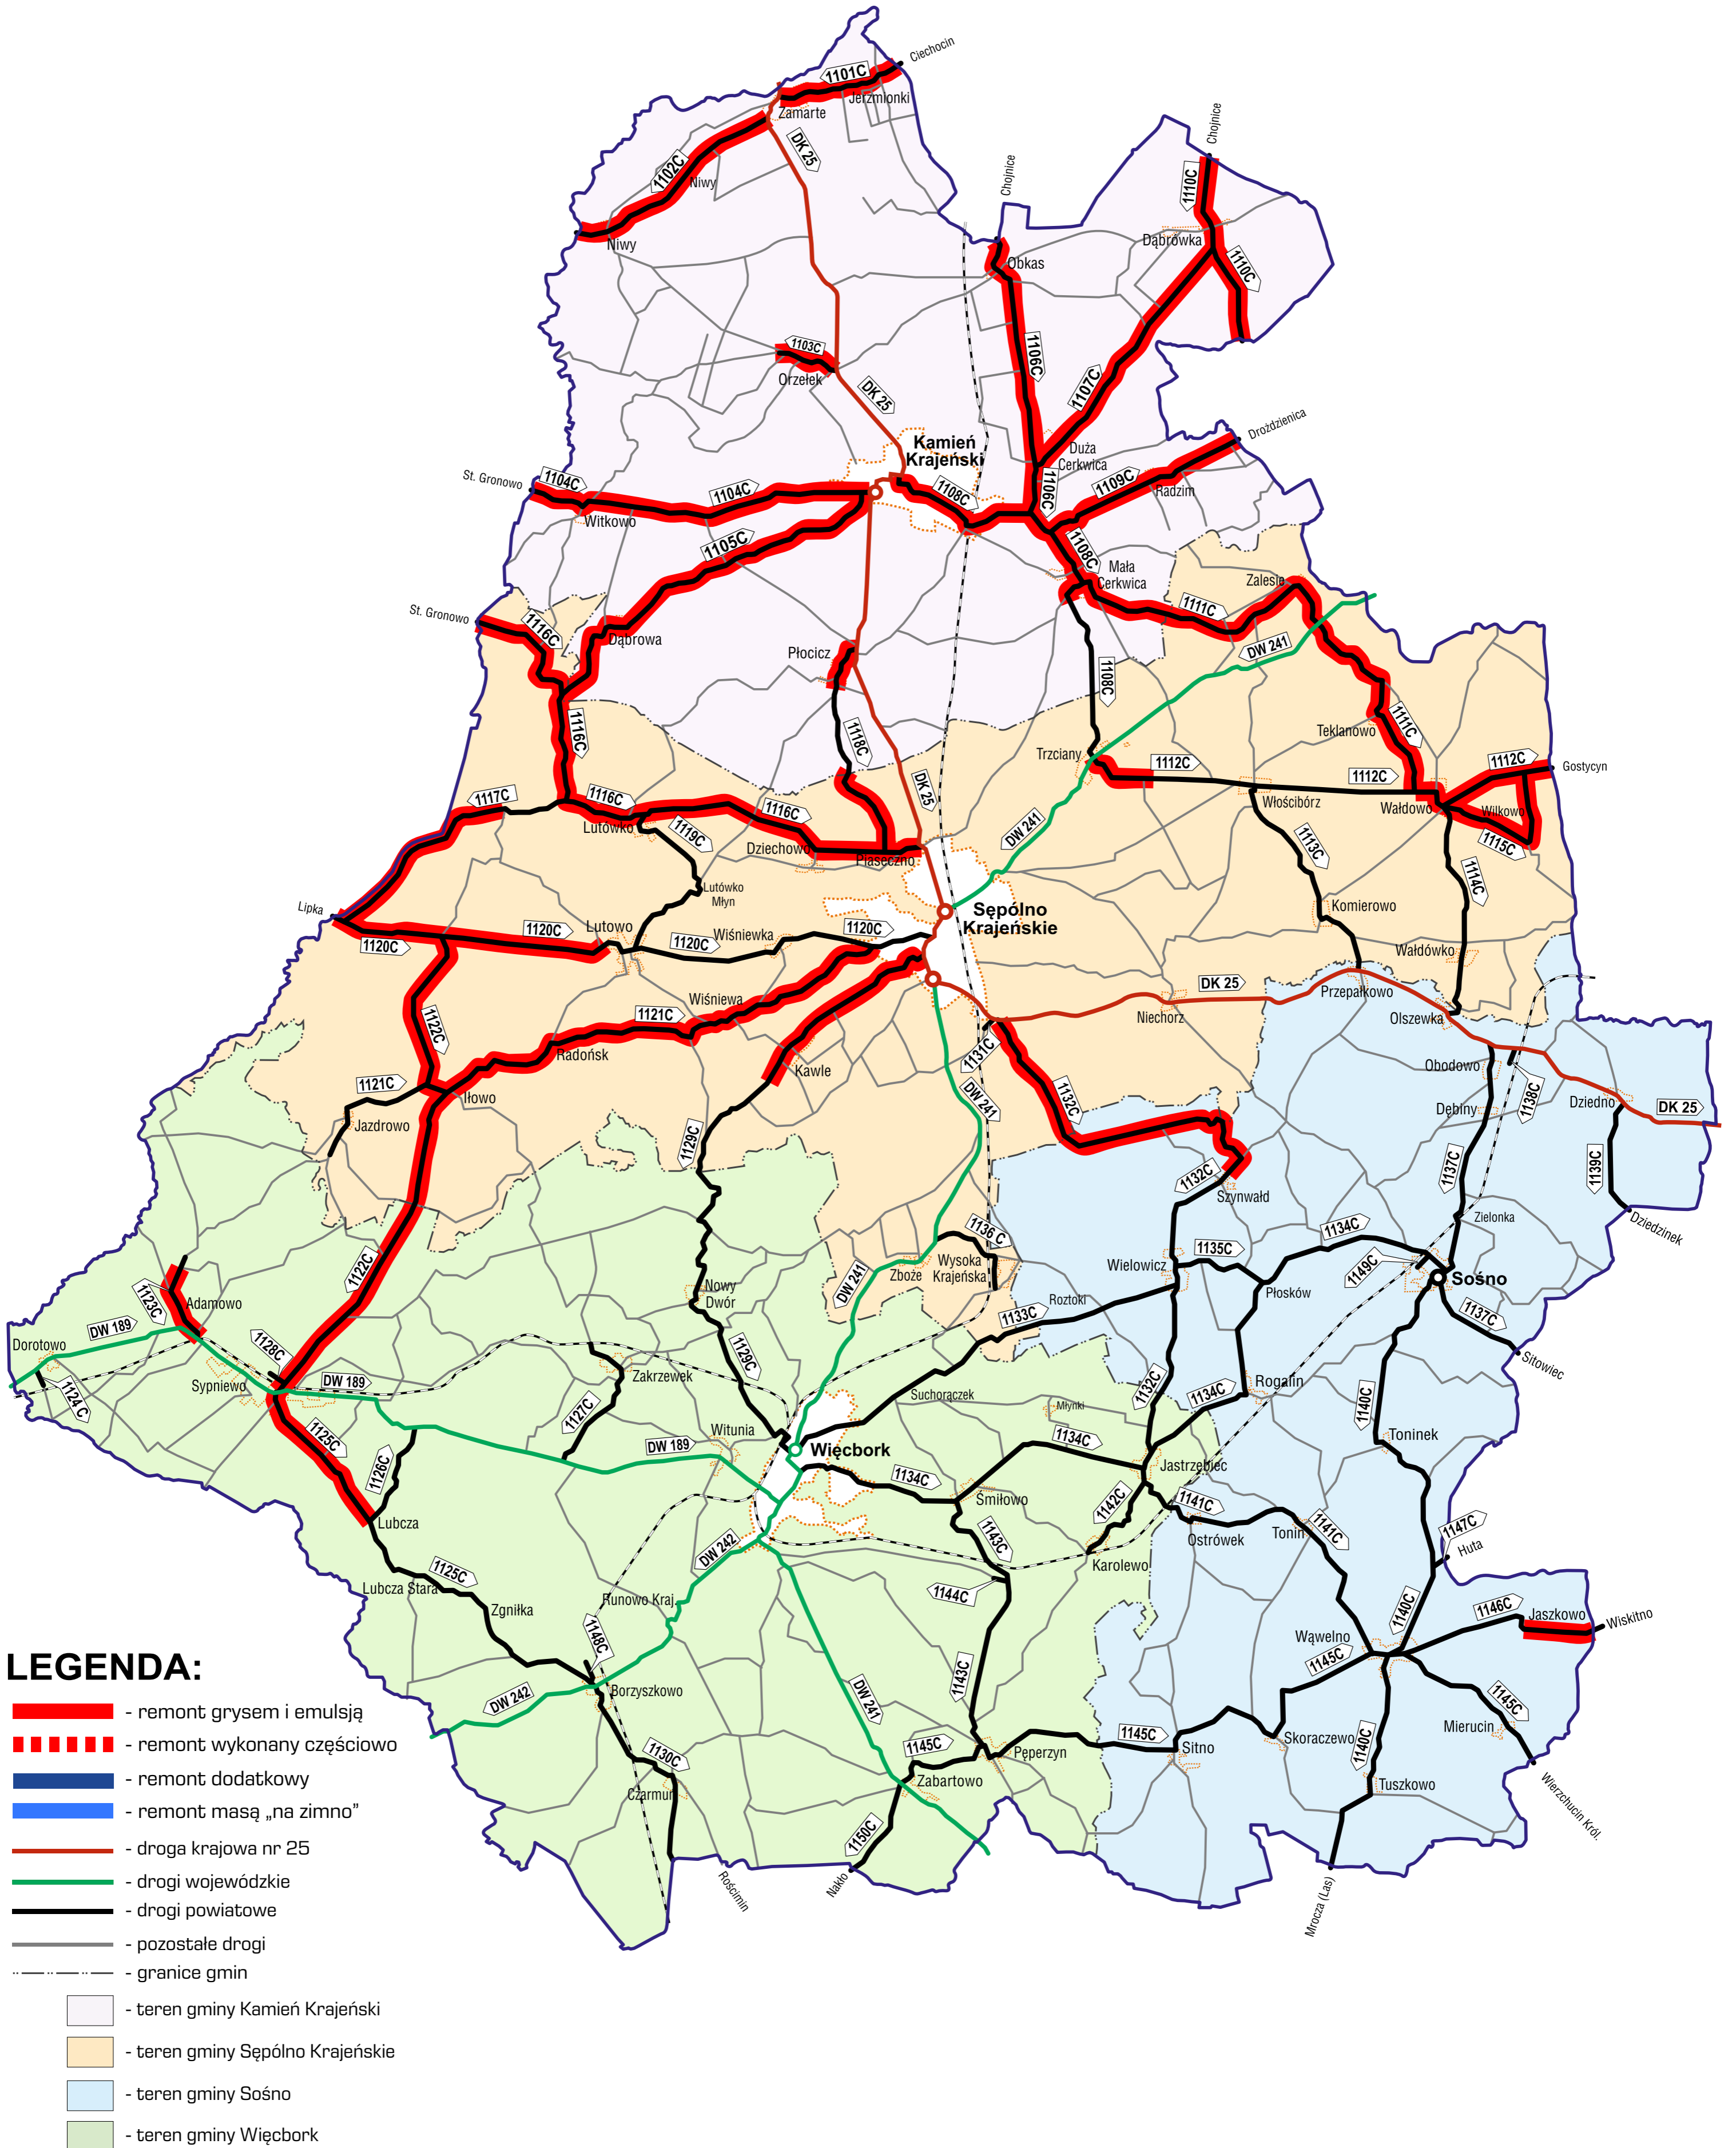 Ciechocin
1101C
Jerzmionki
Zamarte
DK 25
1102C
Niwy
Niwy
Chojnice
Chojnice
1110C
Dąbrówka
1110C
Obkas
1106C
1107C
1103C
Orzełek
DK 25
Kamień
Krajeński
Duża
Cerkwica
Drożdzienica
St. Gronowo
1104C
1104C
Witkowo
1108C
1106C
1109C
Radzim
1105C
1108C
Mała
Cerkwica
Zalesie
1111C
St. Gronowo
1116C
Dąbrowa
Płocicz
DW 241
1108C
1116C
1118C
Teklanowo
1111C
Trzciany
1112C
1112C
1112C
Gostycyn
DK 25
1117C
1116C
1116C
Lutówko
1119C
Dziechowo
Piaseczno
DW 241
Włościbórz
Wałdowo
Wilkowo
1113C
1115C
1114C
Lutówko
Młyn
Lipka
1120C
1120C
Lutowo
1120C
Wiśniewka
1120C
Sępólno
Krajeńskie
Komierowo
Wałdówko
DK 25
Przepałkowo
Niechorz
Olszewka
Wiśniewa
1121C
1122C
Radońsk
1131C
Kawle
1121C
Iłowo
Jazdrowo
DW 241
1132C
Obodowo
1138C
Dębiny
Dziedno
DK 25
1129C
1137C
1139C
1132C
Szynwałd
Zielonka
Dziedzinek
1136 C
Wysoka
Krajeńska
Zboże
1134C
1135C
Wielowicz
1149C
Sośno
Płosków
1137C
1122C
1123C
Adamowo
DW 189
Dorotowo
Nowy
Dwór
DW 241
Roztoki
1133C
1128C
1129C
Sitowiec
1124 C
Sypniewo
DW 189
Zakrzewek
Suchorączek
1132C
1134C
Rogalin
1140C
1127C
Młynki
1125C
Witunia
DW 189
Więcbork
1134C
Toninek
1126C
1134C
Jastrzębiec
Śmiłowo
1142C
1141C
Lubcza
1143C
Ostrówek
Tonin
1141C
1147C
Huta
DW 242
Karolewo
1125C
Lubcza Stara
1144C
Runowo Kraj.
Zgniłka
1140C
1146C
Jaszkowo
Wiskitno
1148C
Wąwelno
1145C
1143C
Borzyszkowo
DW 242
DW 241
1145C
Mierucin
1145C
1145C
Skoraczewo
1140C
Pęperzyn
Sitno
1130C
Czarmuń
Zabartowo
Tuszkowo
Wierzchucin Król.
1150C
Nakło
Rościmin
Mrocza (Las)
LEGENDA:
- remont grysem i emulsją
- remont wykonany częściowo
- remont dodatkowy
- remont masą „na zimno”
- droga krajowa nr 25
- drogi wojewódzkie
- drogi powiatowe
- pozostałe drogi
- granice gmin
- teren gminy Kamień Krajeński
- teren gminy Sępólno Krajeńskie
- teren gminy Sośno
- teren gminy Więcbork